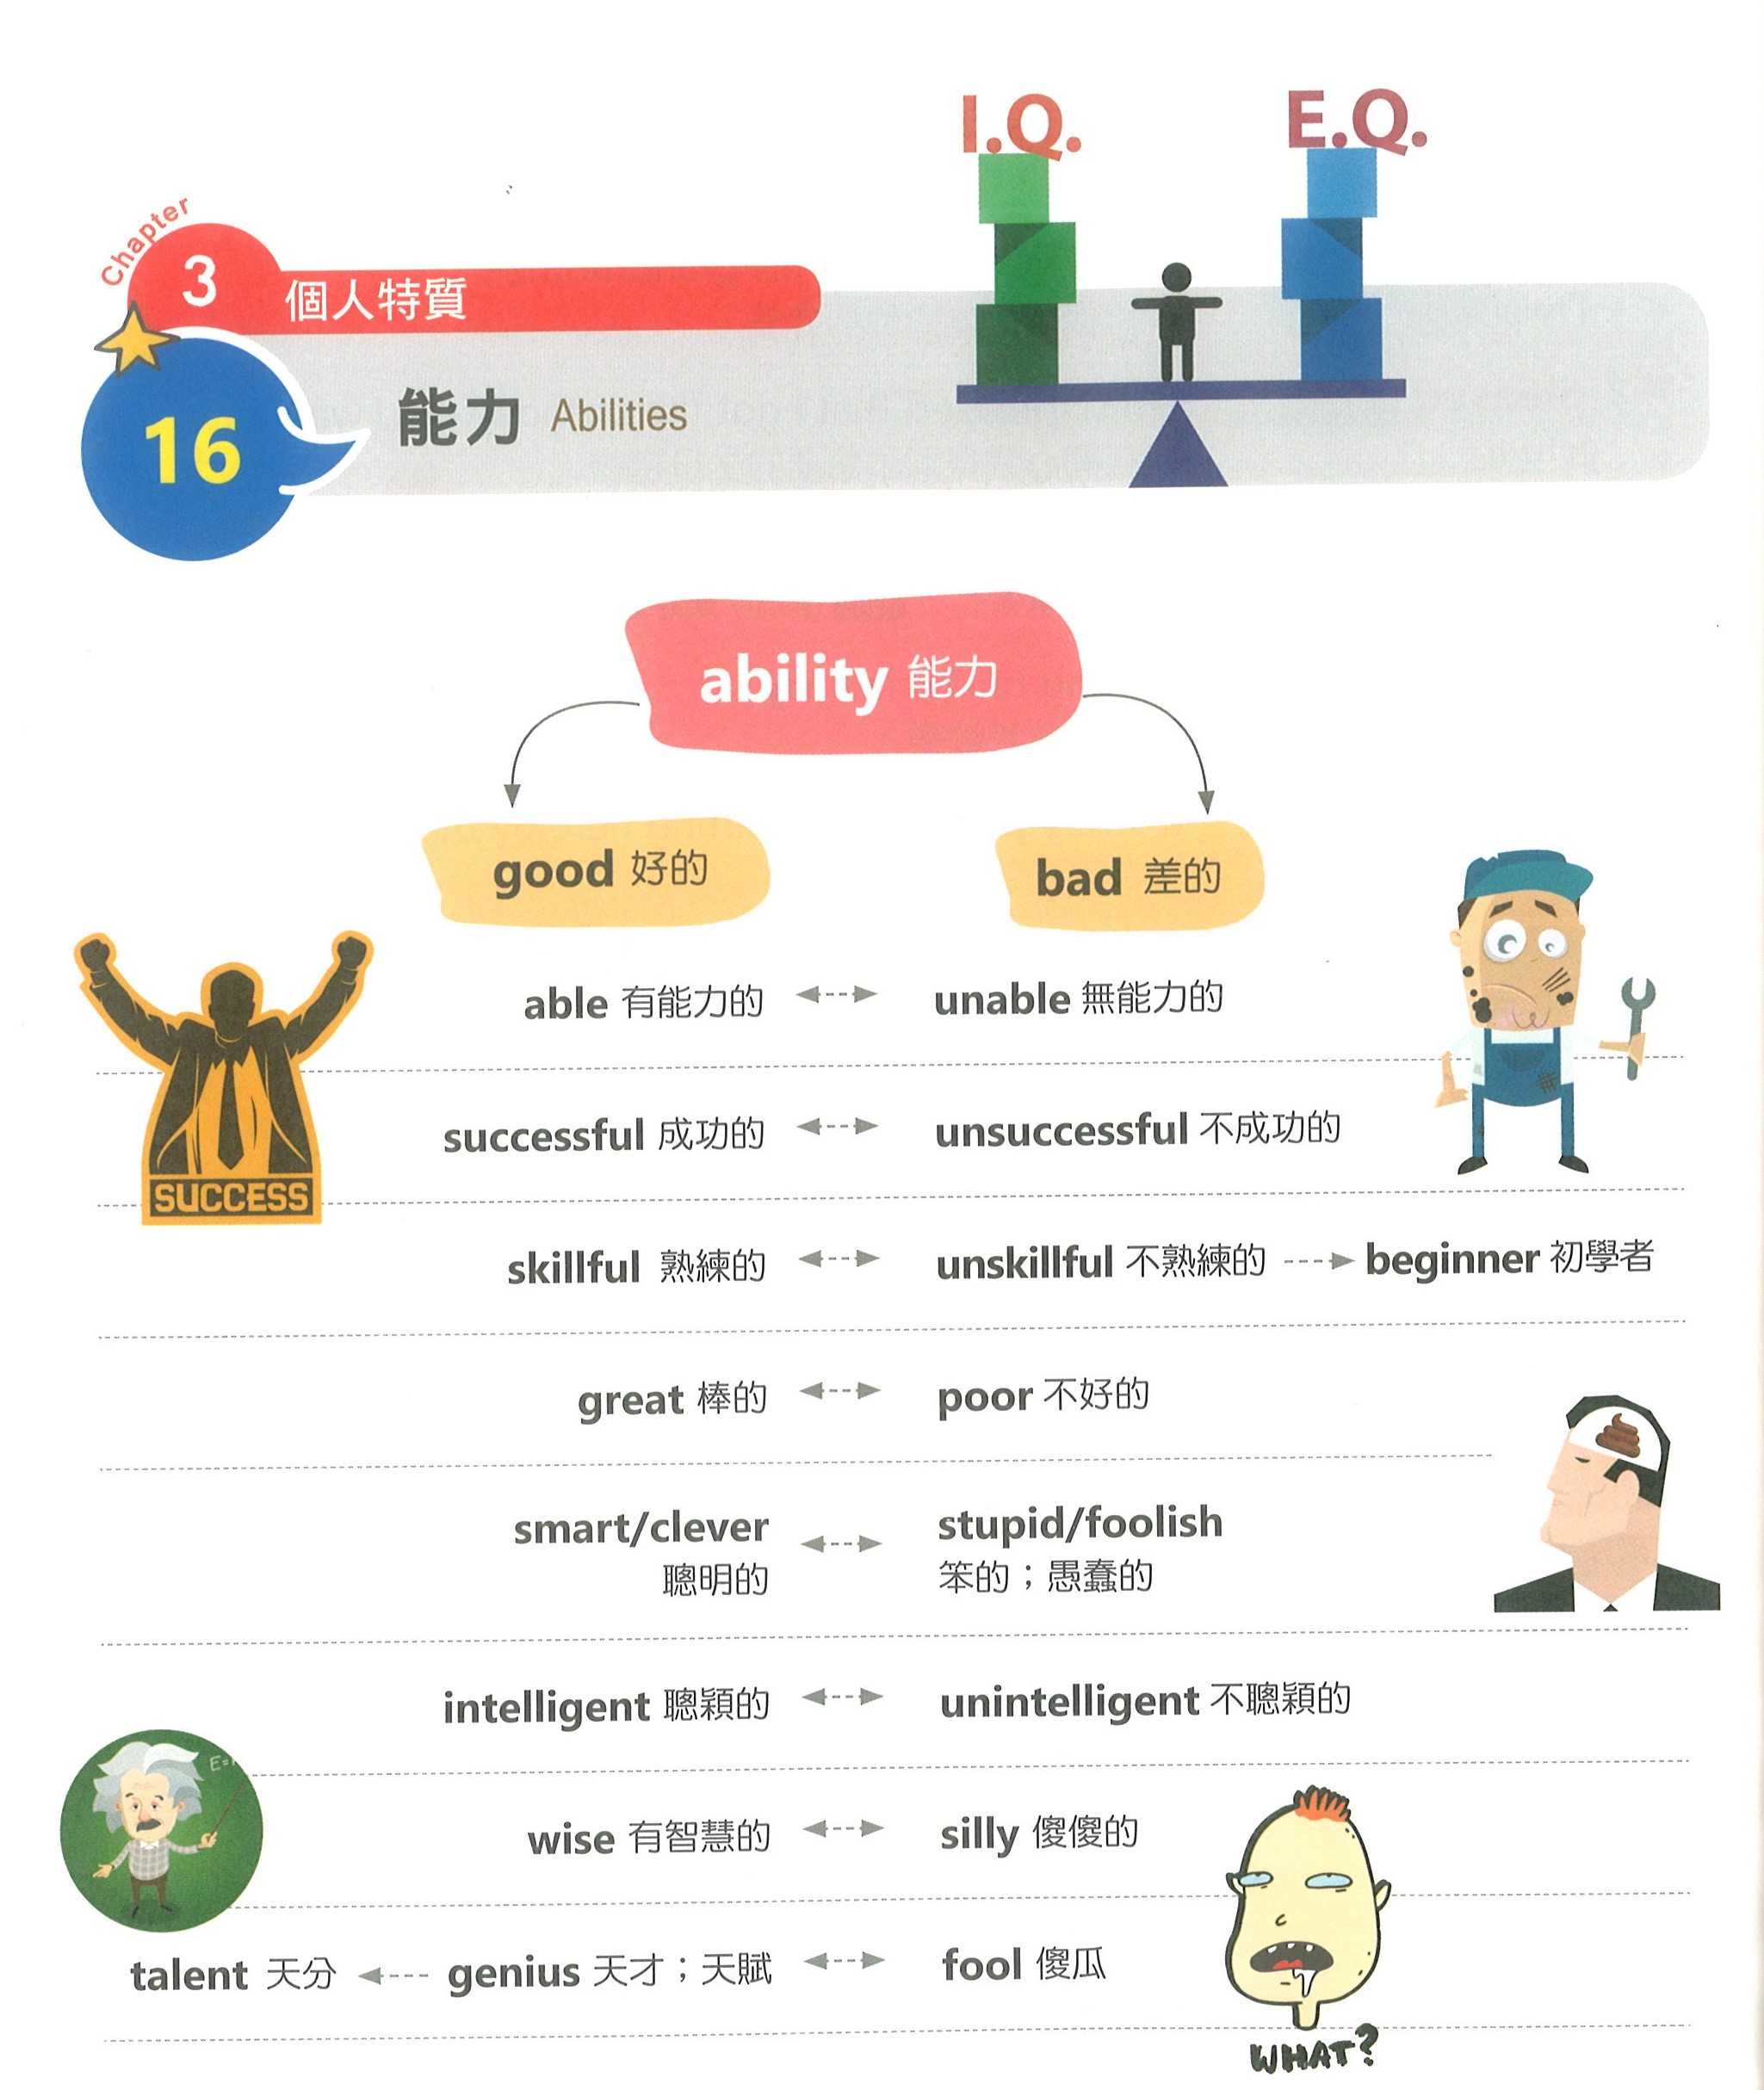 I.Q.
E.Q.
Chapter
3
個人特質
16
能力 Abilities
ability 能力
good 好的
bad 差的
able 有能力的
unable 無能力的
successful 成功的
unsuccessful 不成功的
SUCCESS
skillful 熟練的
unskillful 不熟練的
beginner 初學者
great 棒的
poor 不好的
smart/clever
聰明的
stupid/foolish
笨的；愚蠢的
intelligent 聰穎的
unintelligent 不聰穎的
wise 有智慧的
silly 傻傻的
talent 天分
genius 天才；天賦
fool 傻瓜
WHAT?